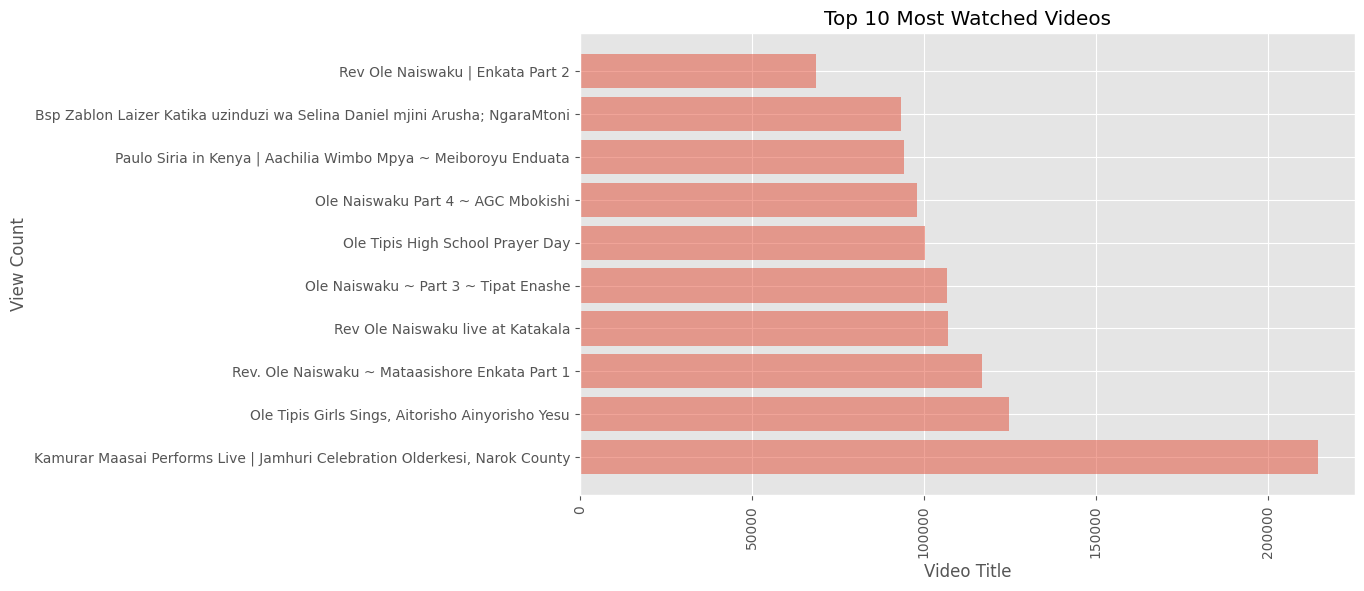 Top 10 Most Watched Videos
Rev Ole Naiswaku | Enkata Part 2
Bsp Zablon Laizer Katika uzinduzi wa Selina Daniel mjini Arusha; NgaraMtoni
Paulo Siria in Kenya | Aachilia Wimbo Mpya ~ Meiboroyu Enduata
Ole Naiswaku Part 4 ~ AGC Mbokishi
Ole Tipis High School Prayer Day
Ole Naiswaku ~ Part 3 ~ Tipat Enashe
Rev Ole Naiswaku live at Katakala
Rev. Ole Naiswaku ~ Mataasishore Enkata Part 1
Ole Tipis Girls Sings, Aitorisho Ainyorisho Yesu
Kamurar Maasai Performs Live | Jamhuri Celebration Olderkesi, Narok County
View Count
0
50000
100000
150000
200000
Video Title